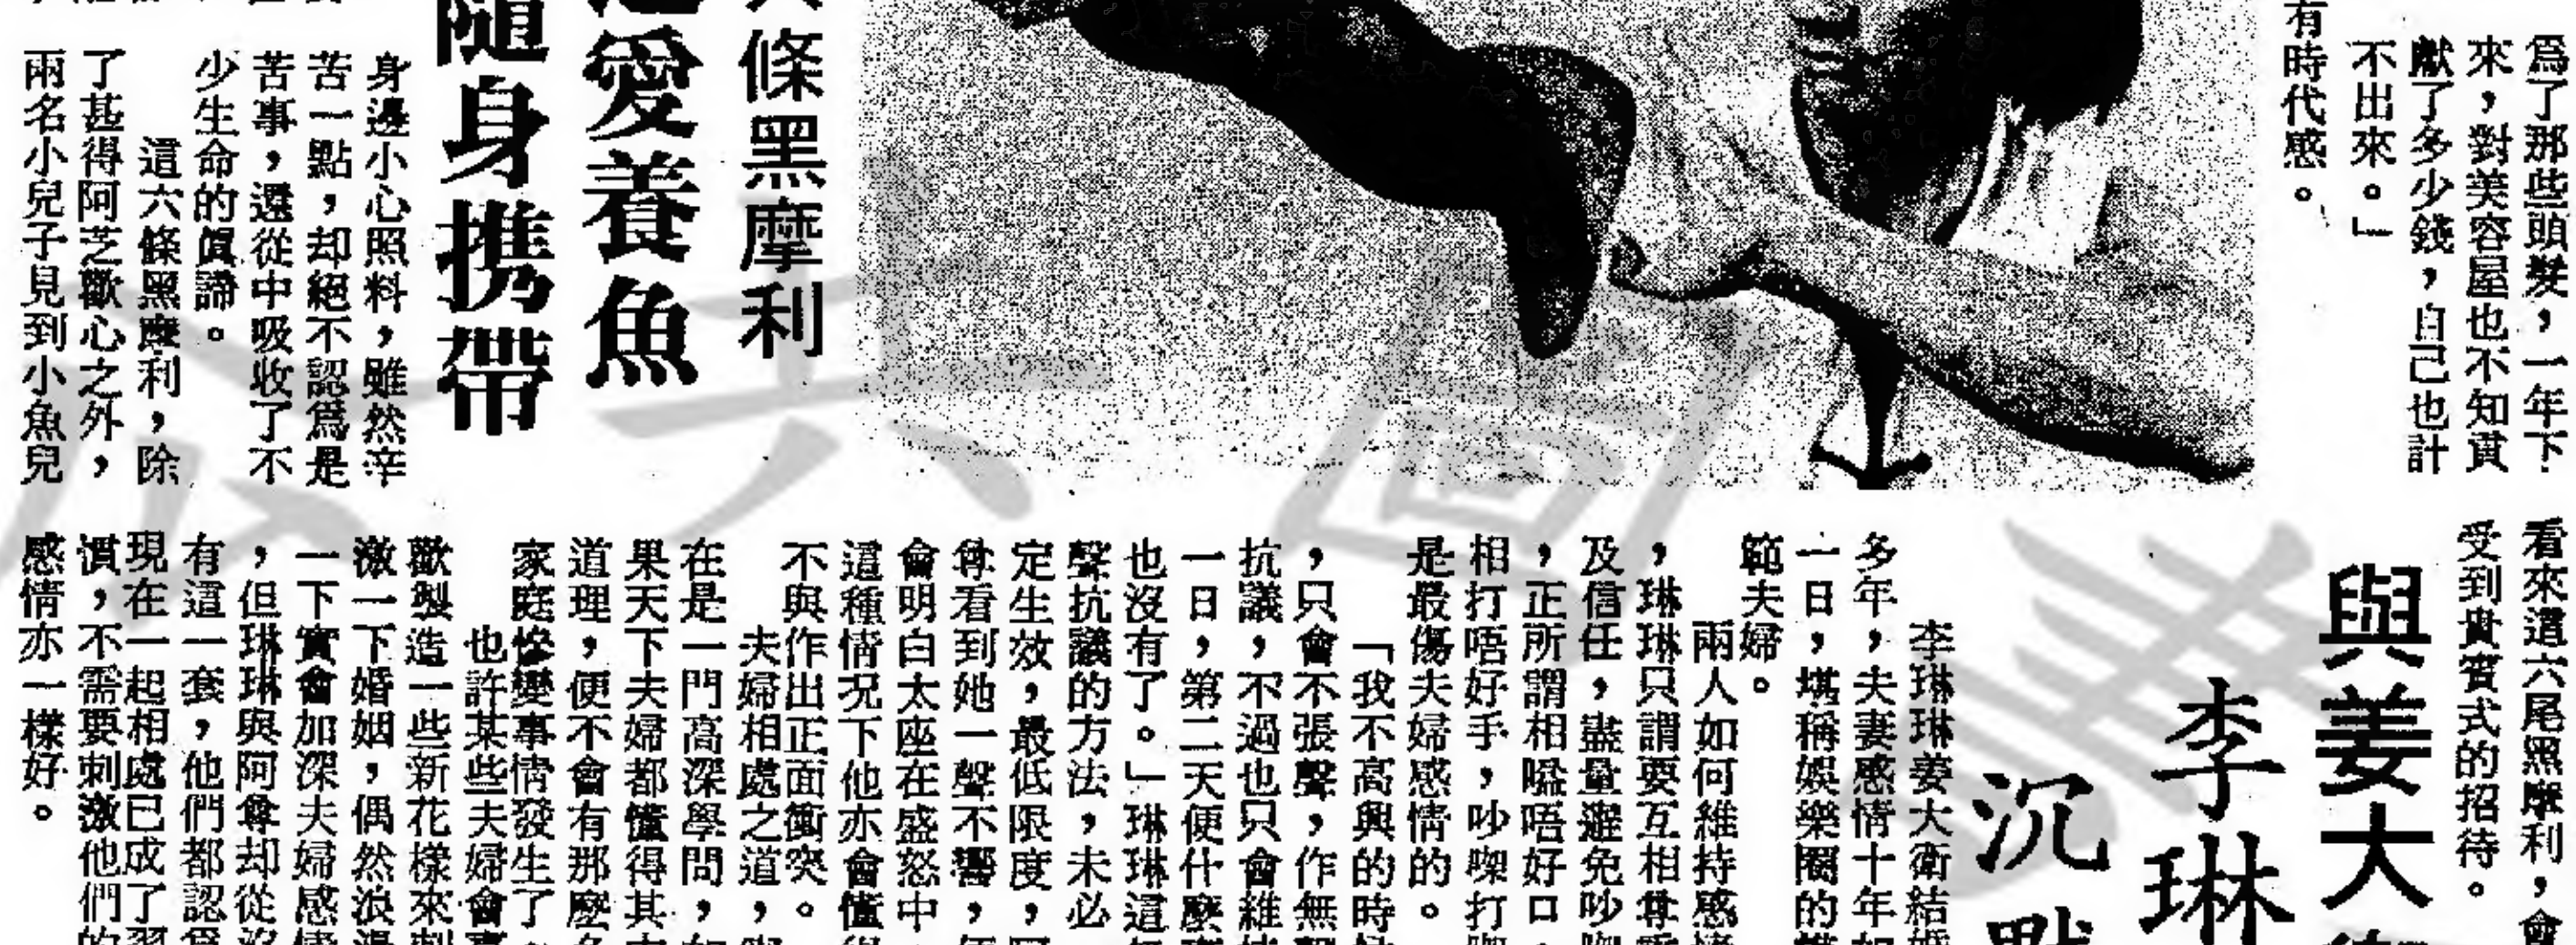 爲了那些頭髮，一年下
來，對美容屋也不知貢
獻了多少錢，自己也計
不出來。」
有時代感。
條黑摩利
愛養魚
隨身携帶
身邊小心照料，雖然辛
苦一點，却絕不認爲是
苦事，還從中吸收了不
少生命的眞諦。
這六條黑摩利，除
了甚得阿芝歡心之外，
兩名小兒子見到小魚兒
看來這六尾黑摩利，會
受到貴賓式的招待。
與姜大
李琳
沉默
李琳琳姜大衛結婚
多年，夫妻感情十年如
一日，堪稱娛樂圈的模
範夫婦。
兩人如何維持感情
，琳琳只謂要互相尊重
及信任，盡量避免吵
，正所謂相嗌唔好口，
相打唔好手，吵㗎打
是最傷夫婦感情的。
「我不高興的時
，只會不張聲，作無聲
抗議，不過也只會維持
一日，第二天便什麼
也沒有了。」琳琳這
聲抗議的方法，未必
定生效，最低限度，
尊看到她一聲不響，便
會明白太座在盛怒中，
這種情況下他亦會懂得
不與作出正面衝突。
夫婦相處之道，
在是一門高深學問，如
果天下夫婦都懂得其
道理，便不會有那麼多
家庭慘變事情發生了。
也許某些夫婦會喜
歡製造一些新花樣來刺
激一下婚姻，偶然浪漫
一下實會加深夫婦感情
，但琳琳與阿尊却從沒
有這一套，他們都認爲
現在一起相處已成了習
慣，不需要刺激他們的
感情亦一樣好。